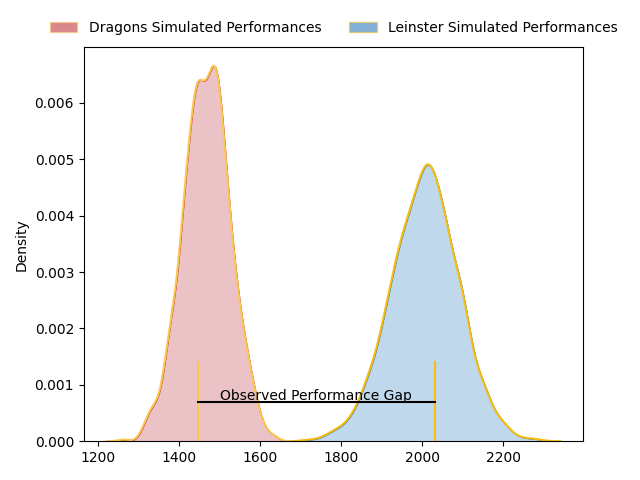 Dragons Simulated Performances
Leinster Simulated Performances
Density
0.006
0.005
0.004
0.003
0.002
0.001
0.000
Observed Performance Gap
1200 1400 1600 1800 2000 2200